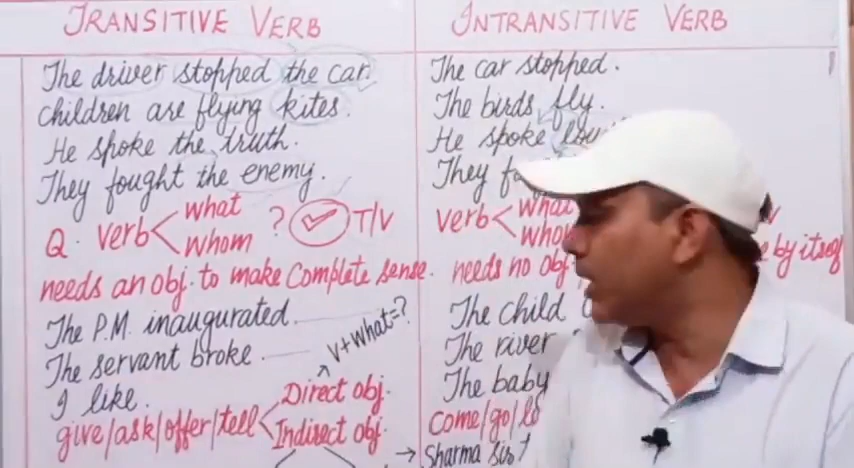 TRANSITIVE VERB
The driver stopped the car.
Children are flying kites.
He spoke the truth.
They fought the enemy.
Q. verb < what
whom ? ✓ T/V
needs an obj. to make Complete sense.
The P.M. inaugurated
The servant broke
I like.
V+What=?
give/ask/offer/tell < Direct obj.
Indirect obj.
INTRANSITIVE VERB
The car stopped.
The birds fly.
He spoke
They
verb <
needs no obj. by itself
The child
The river
The baby
Come/go/
→ Sharma